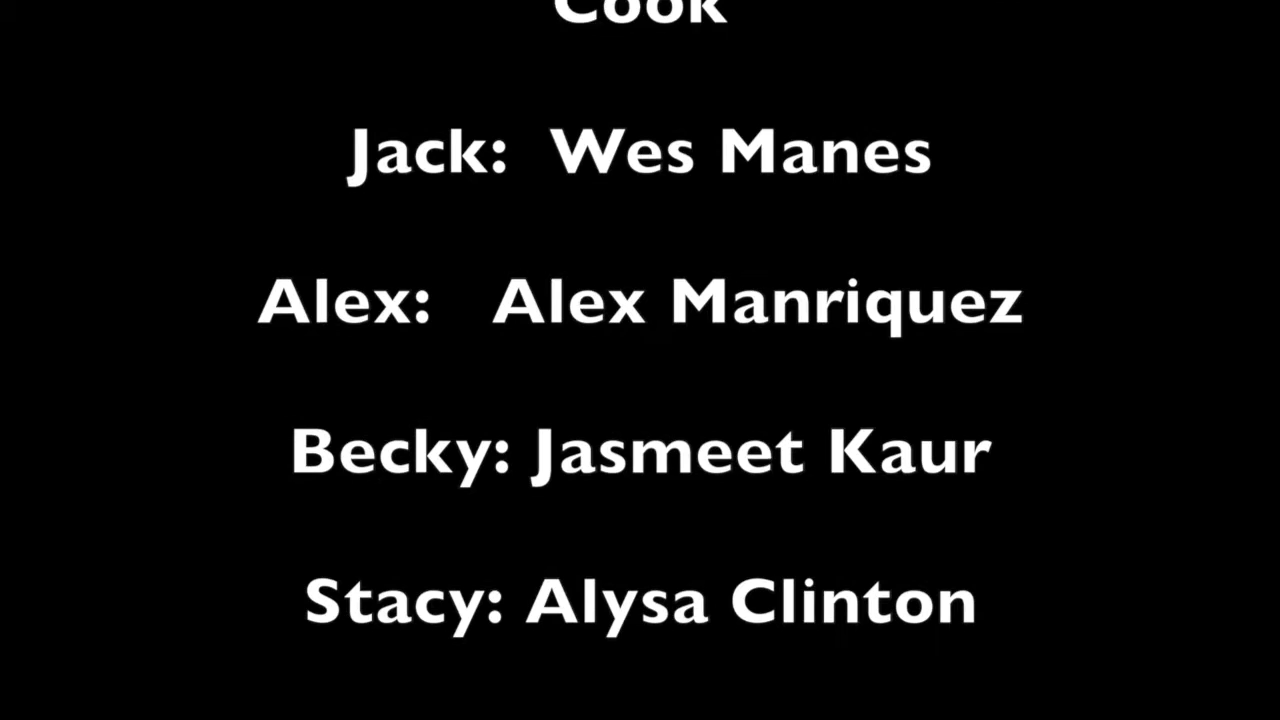 Cook
Jack:  Wes Manes
Alex:   Alex Manriquez
Becky: Jasmeet Kaur
Stacy: Alysa Clinton